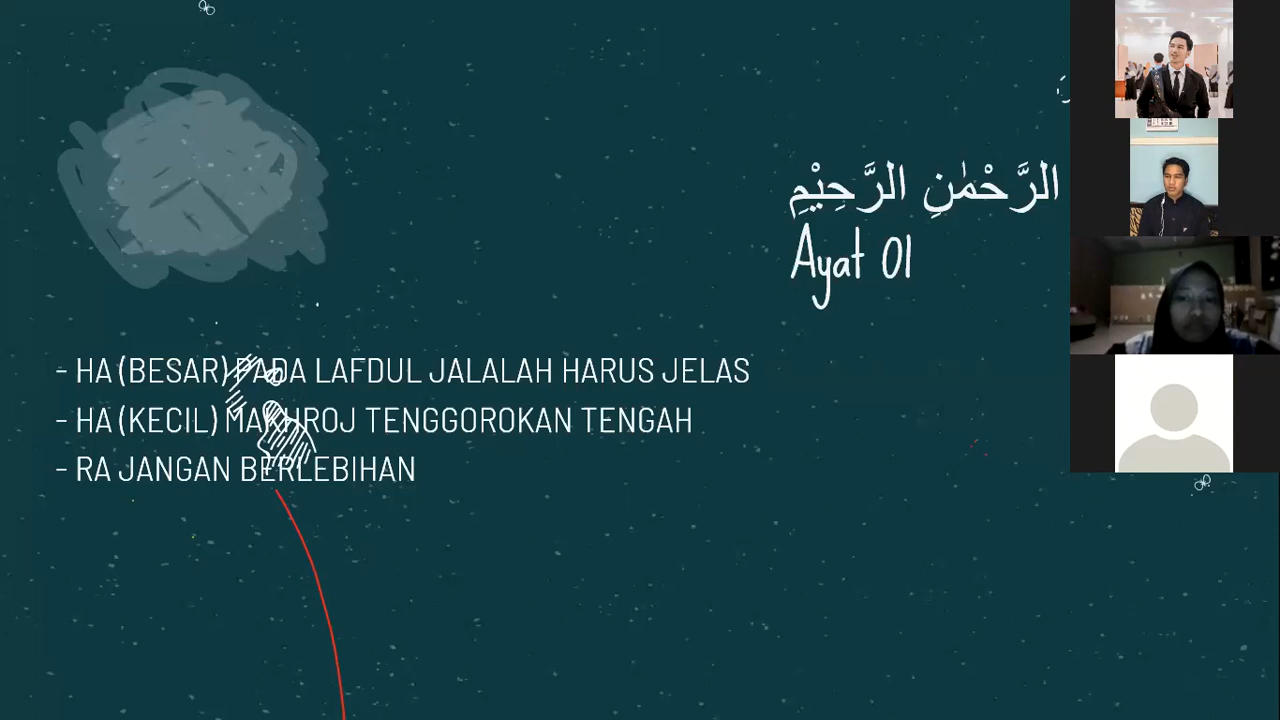 الرَّحْمٰنِ الرَّحِيْمِ
Ayat 01
- HA (BESAR) PADA LAFDUL JALALAH HARUS JELAS
- HA (KECIL) MAKHROJ TENGGOROKAN TENGAH
- RA JANGAN BERLEBIHAN